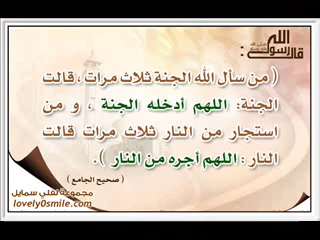 قال رسول الله صلى الله عليه وسلم :
( من سأل الله الجنة ثلاث مرات ، قالت
الجنة: اللهم أدخله الجنة ، و من
استجار من النار ثلاث مرات قالت
النار : اللهم أجره من النار ).
( صحيح الجامع )
مجموعة لفلي سمايل
lovely0smile.com